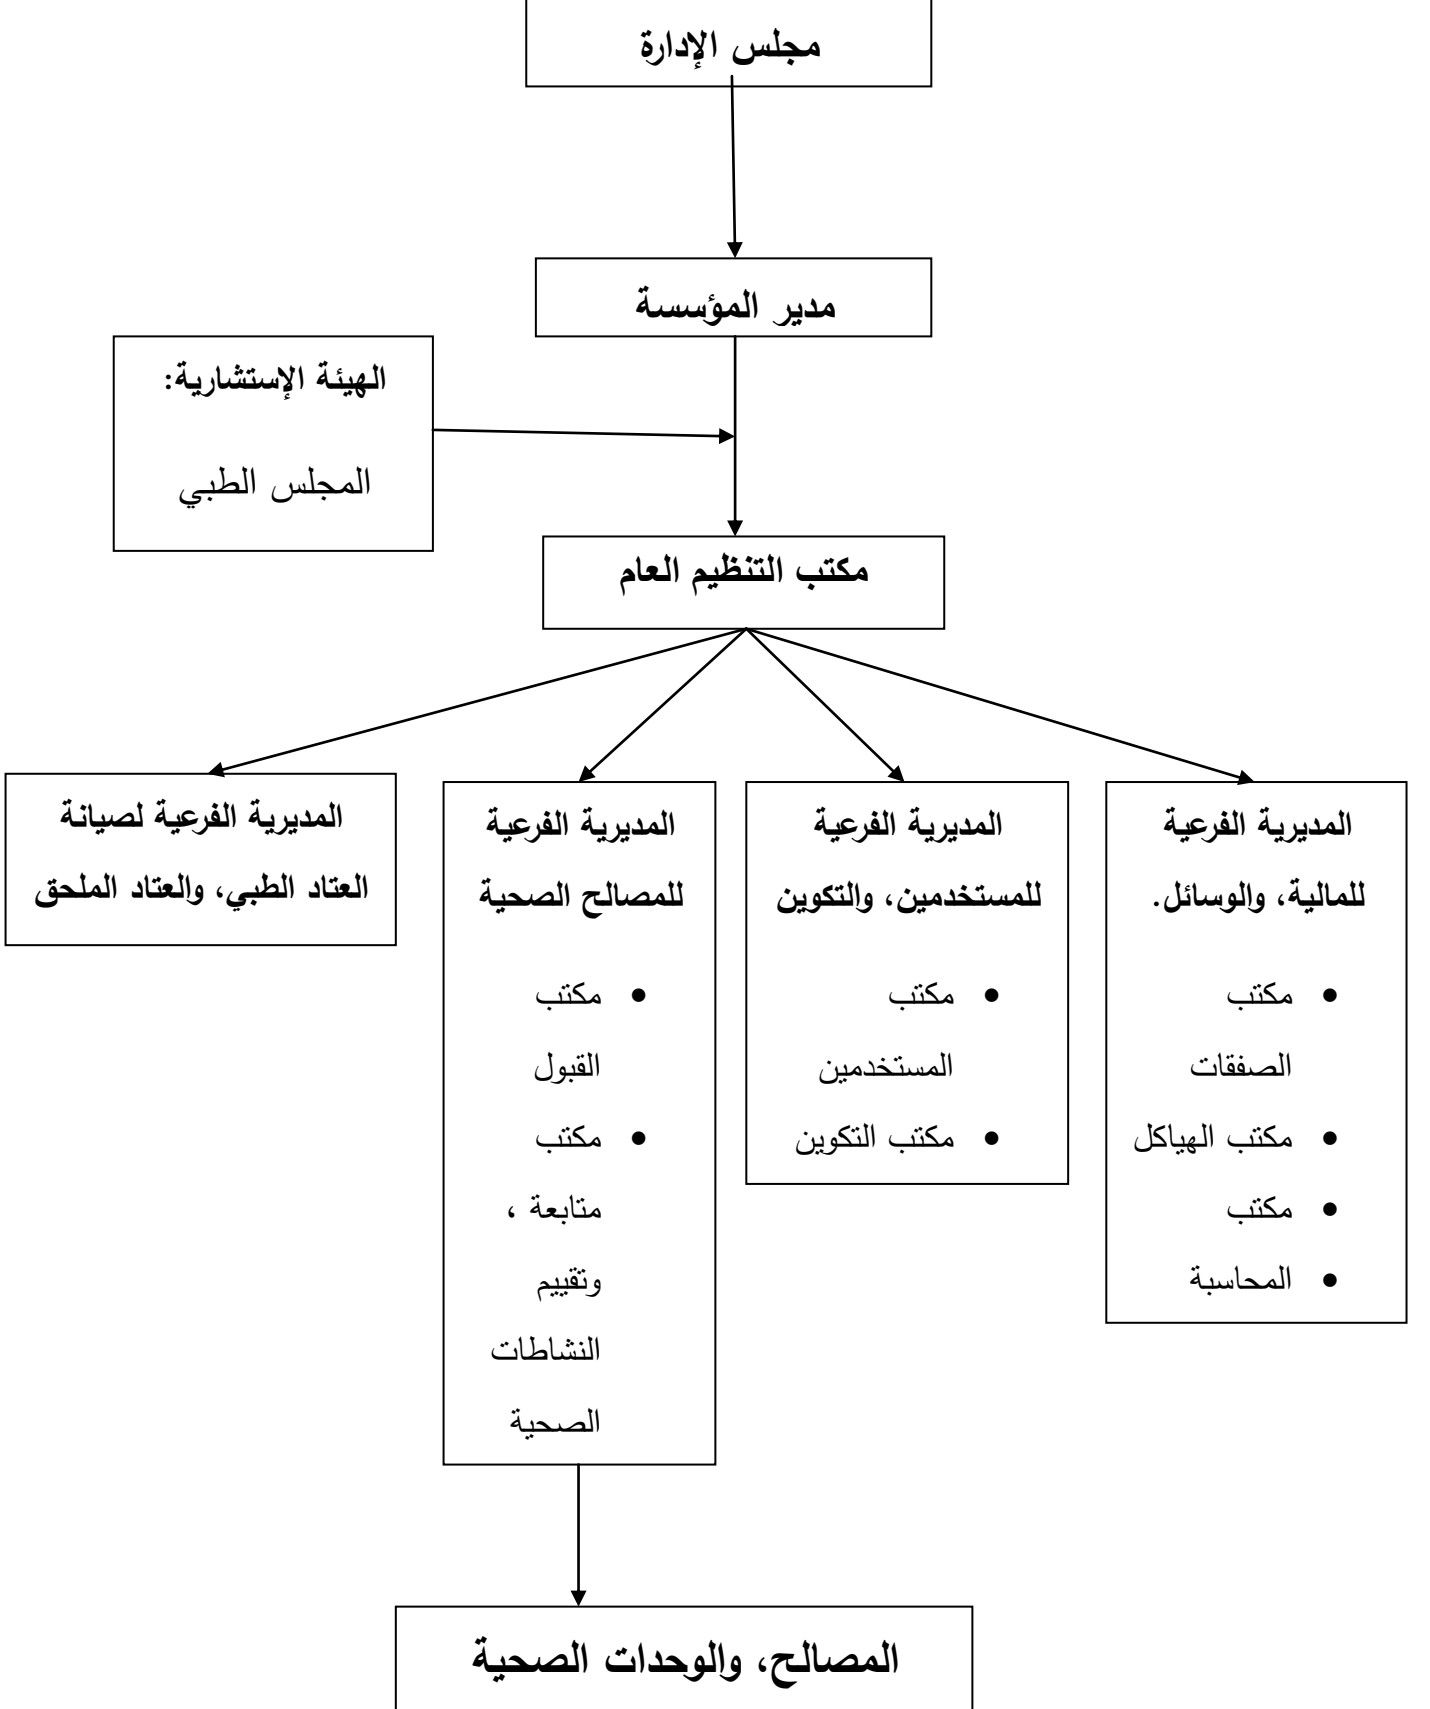 مجلس الإدارة
مدير المؤسسة
الهيئة الإستشارية:
المجلس الطبي
مكتب التنظيم العام
المديرية الفرعية
للمالية، والوسائل.
• مكتب
الصفقات
• مكتب الهياكل
• مكتب
• المحاسبة
المديرية الفرعية
للمستخدمين، والتكوين
• مكتب
المستخدمين
• مكتب التكوين
المديرية الفرعية
للمصالح الصحية
• مكتب
القبول
• مكتب
متابعة ،
وتقييم
النشاطات
الصحية
المديرية الفرعية لصيانة
العتاد الطبي، والعتاد الملحق
المصالح، والوحدات الصحية